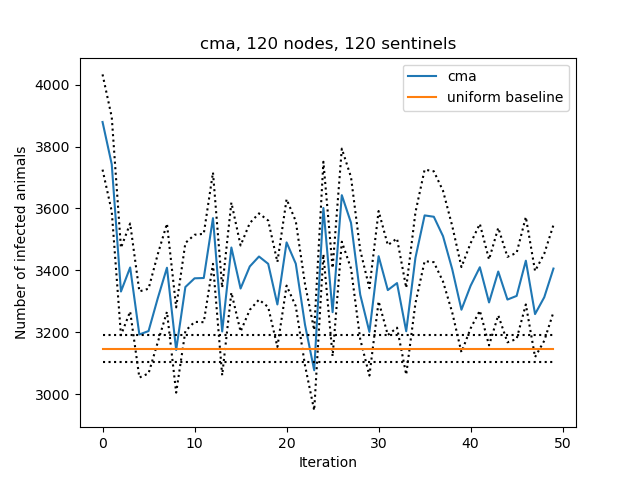 cma, 120 nodes, 120 sentinels
cma
uniform baseline
Number of infected animals
4000
3800
3600
3400
3200
3000
0 10 20 30 40 50
Iteration